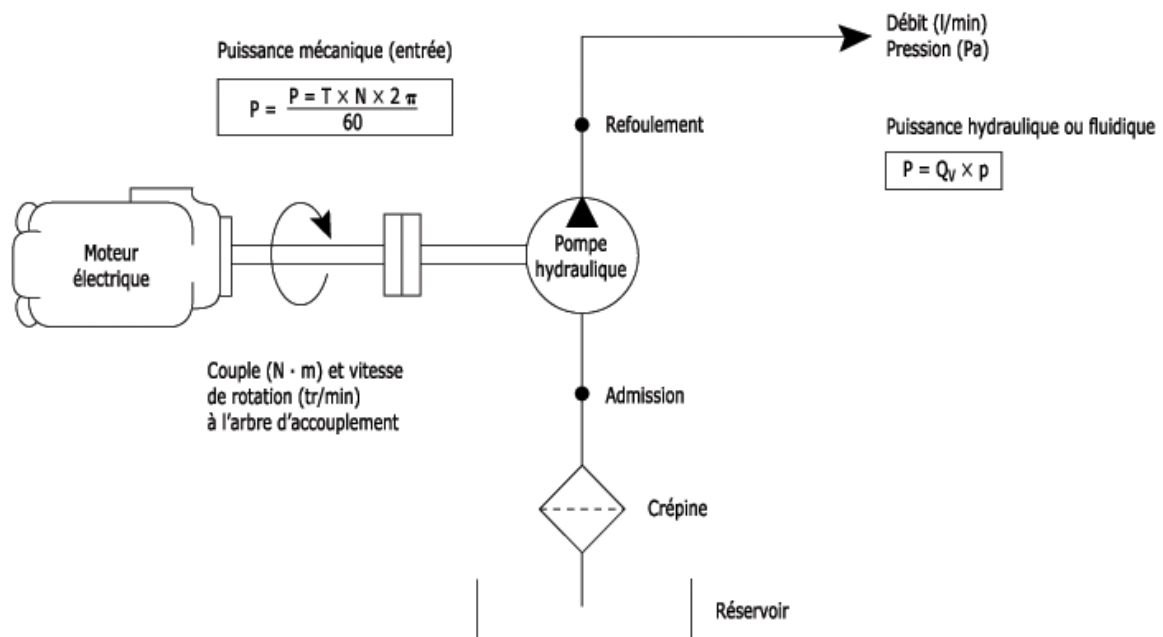 Puissance mécanique (entrée)
P = P = T × N × 2 π
60
Débit (l/min)
Pression (Pa)
Refoulement
Puissance hydraulique ou fluidique
P = Qv × p
Moteur
électrique
Pompe
hydraulique
Couple (N · m) et vitesse
de rotation (tr/min)
à l'arbre d'accouplement
Admission
Crépine
Réservoir